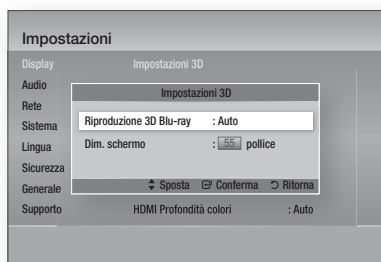 Impostazioni
Display Impostazioni 3D
Audio
Rete
Sistema
Lingua
Sicurezza
Generale
Supporto
Impostazioni 3D
Riproduzione 3D Blu-ray : Auto
Dim. schermo : 55 pollice
Sposta Conferma Ritorna
HDMI Profondità colori : Auto